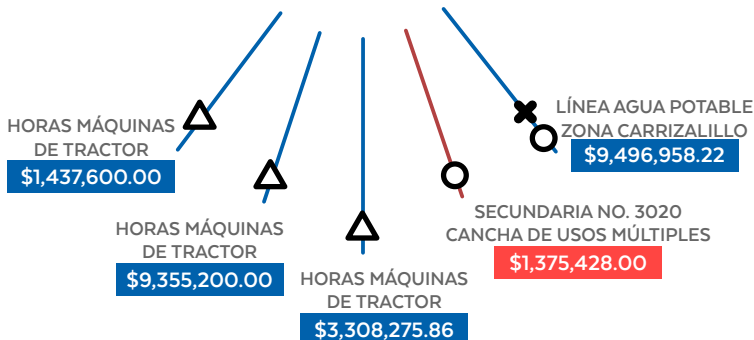 HORAS MÁQUINAS
DE TRACTOR
$1,437,600.00
HORAS MÁQUINAS
DE TRACTOR
$9,355,200.00
HORAS MÁQUINAS
DE TRACTOR
$3,308,275.86
SECUNDARIA NO. 3020
CANCHA DE USOS MÚLTIPLES
$1,375,428.00
LÍNEA AGUA POTABLE
ZONA CARRIZALILLO
$9,496,958.22